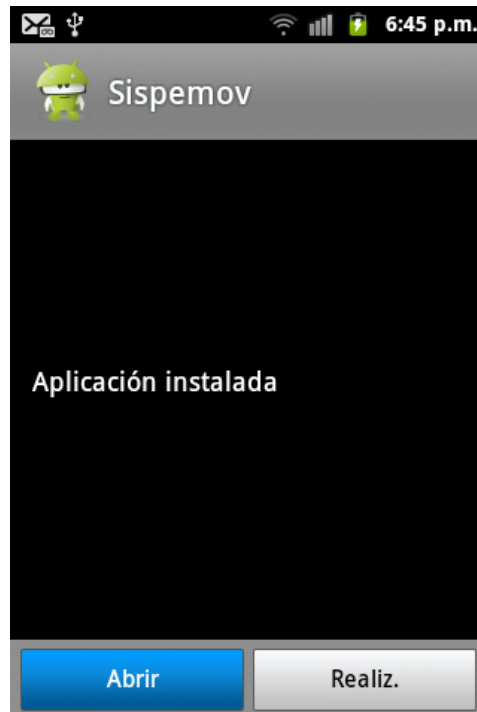 6:45 p.m.
Sispemov
Aplicación instalada
Abrir
Realiz.